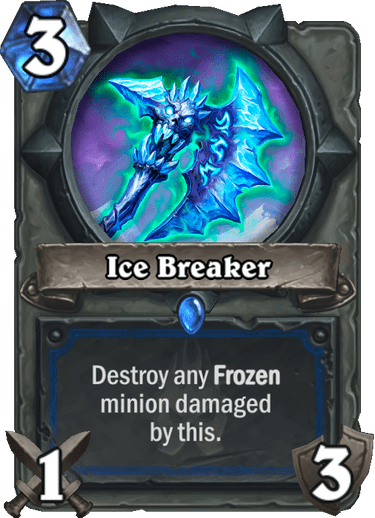 3
Ice Breaker
Destroy any Frozen
minion damaged
by this.
1
3